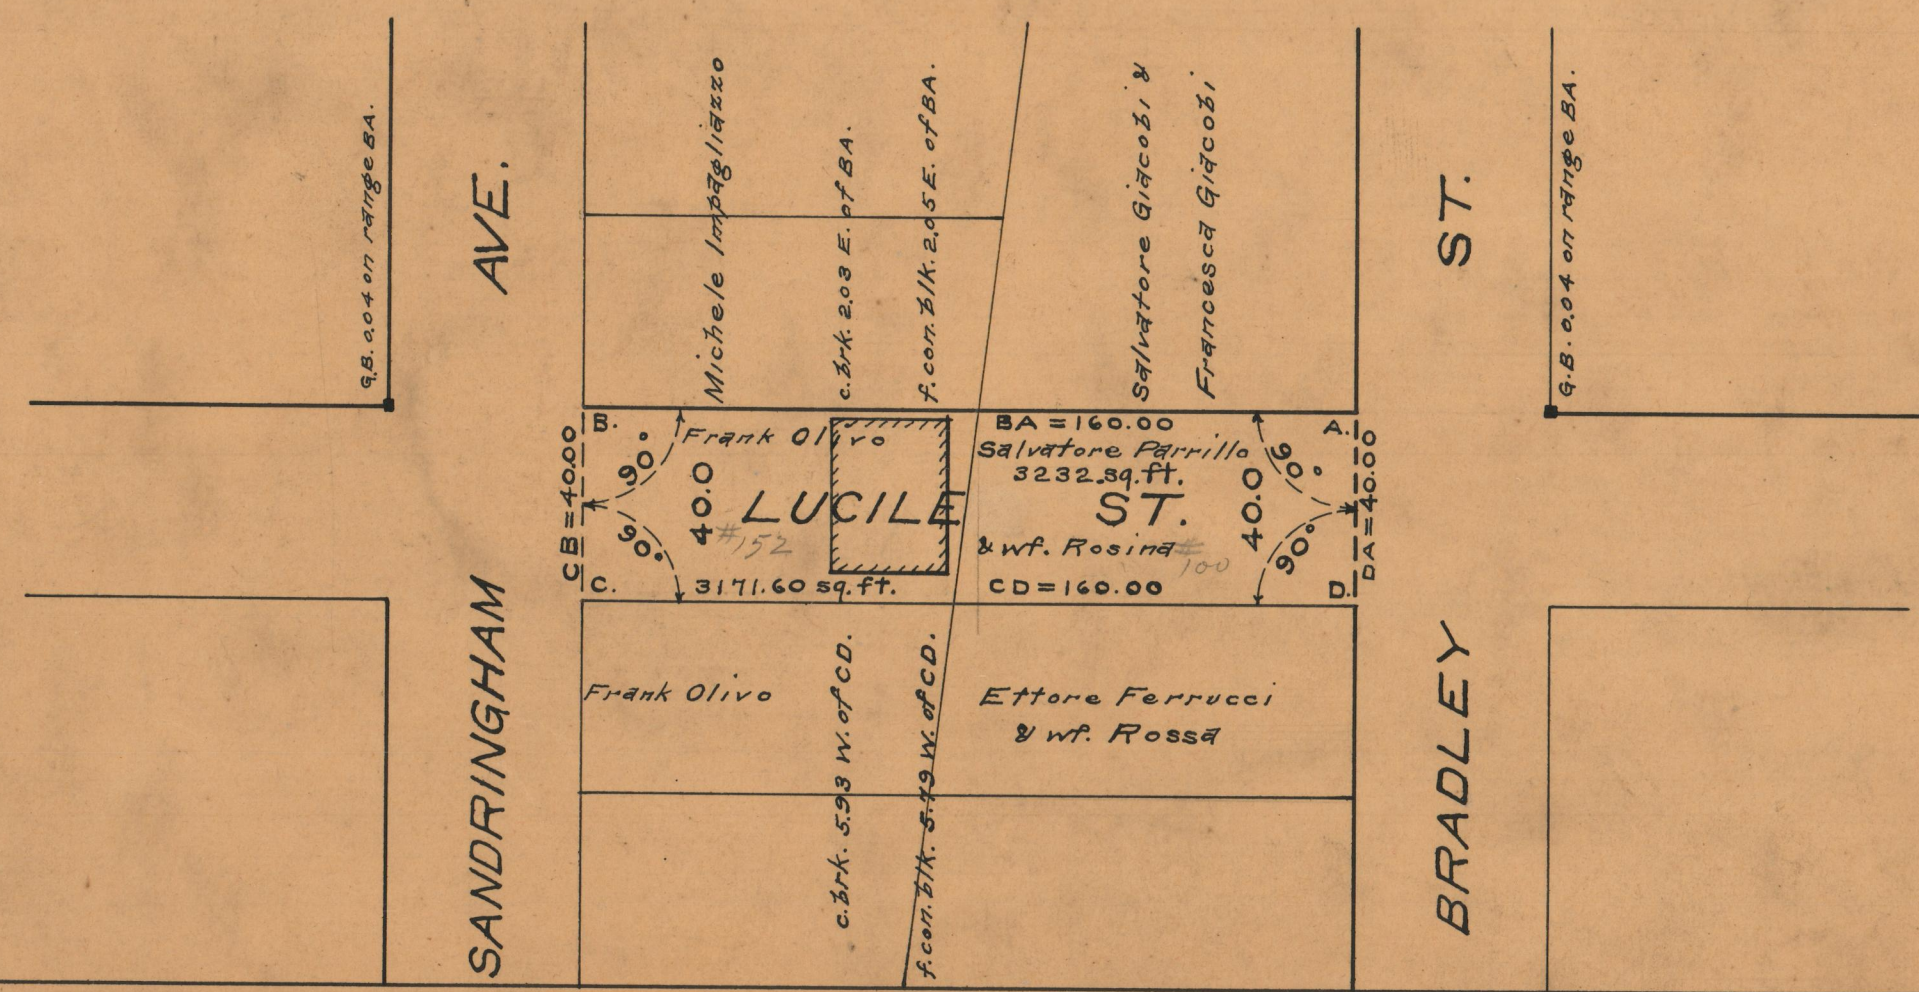 G.B. 0.04 on range BA.
AVE.
Michele Impagliazzo
c.brk. 2.03 E. of BA.
f.con.blk. 2.05 E. of BA.
Salvatore Giacobi &
Francesca Giacobi
ST.
G.B. 0.04 on range BA.
B.
BA = 160.00
A.
Frank Olivo
Salvatore Parrillo
3232.sq.ft.
CB = 40.00
90°
40.0
LUCILE ST.
40.0
90°
DA = 40.00
#152
& wf. Rosina
#100
90°
90°
C.
3171.60 sq.ft.
CD = 160.00
D.
SANDRINGHAM
Frank Olivo
c.brk. 5.93 W. of CD.
f.con.blk. 5.79 W. of CD.
Ettore Ferrucci
& wf. Rossa
BRADLEY